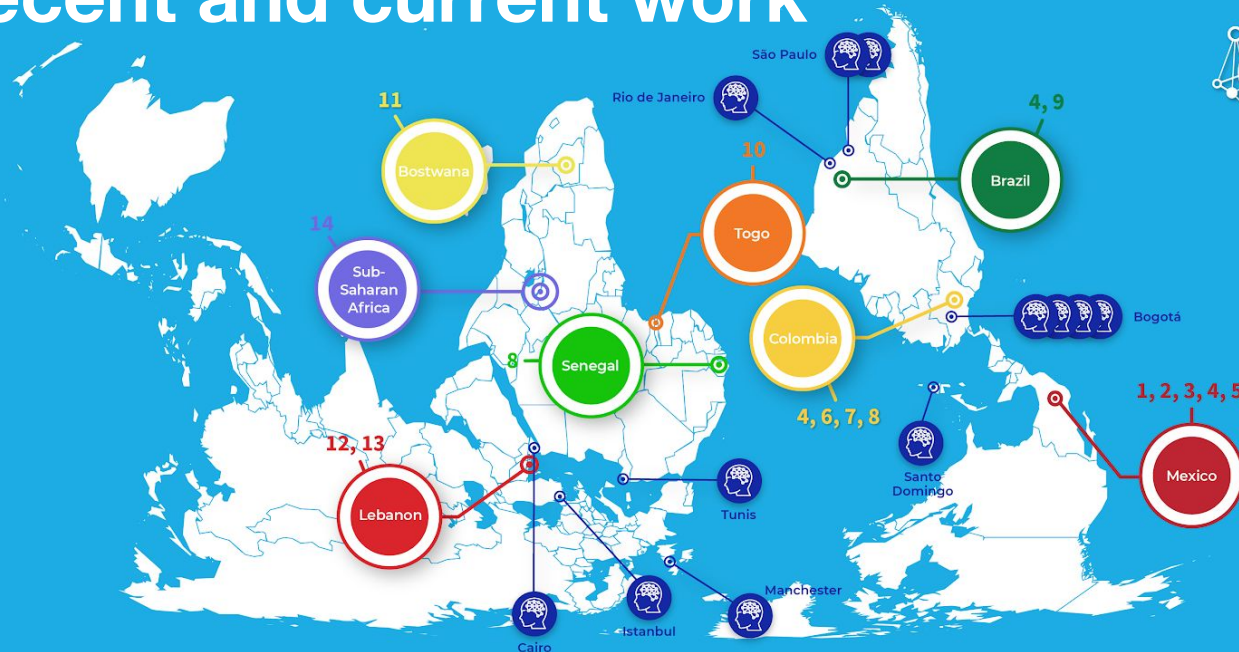 ecent and current work
São Paulo
Rio de Janeiro
11
4, 9
Bostwana
10
Brazil
14
Togo
Sub-
Saharan
Africa
8
Senegal
Colombia
Bogotá
4, 6, 7, 8
1, 2, 3, 4, 5
12, 13
Santo
Domingo
Mexico
Lebanon
Tunis
Manchester
Istanbul
Cairo